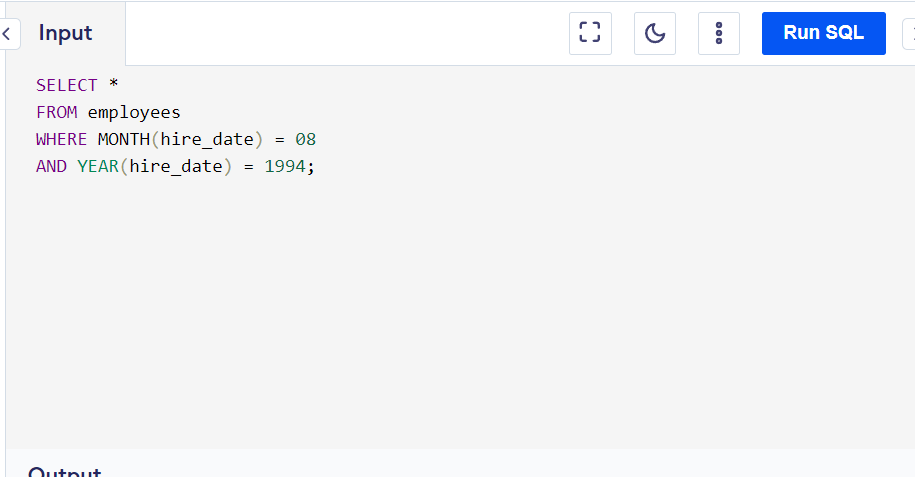 Input
Run SQL
SELECT *
FROM employees
WHERE MONTH(hire_date) = 08
AND YEAR(hire_date) = 1994;
Output